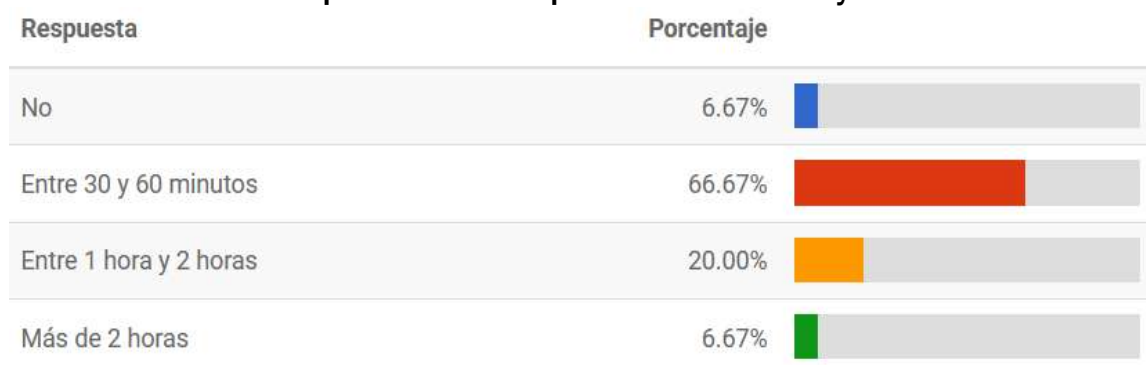 Respuesta Porcentaje
No 6.67%
Entre 30 y 60 minutos 66.67%
Entre 1 hora y 2 horas 20.00%
Más de 2 horas 6.67%